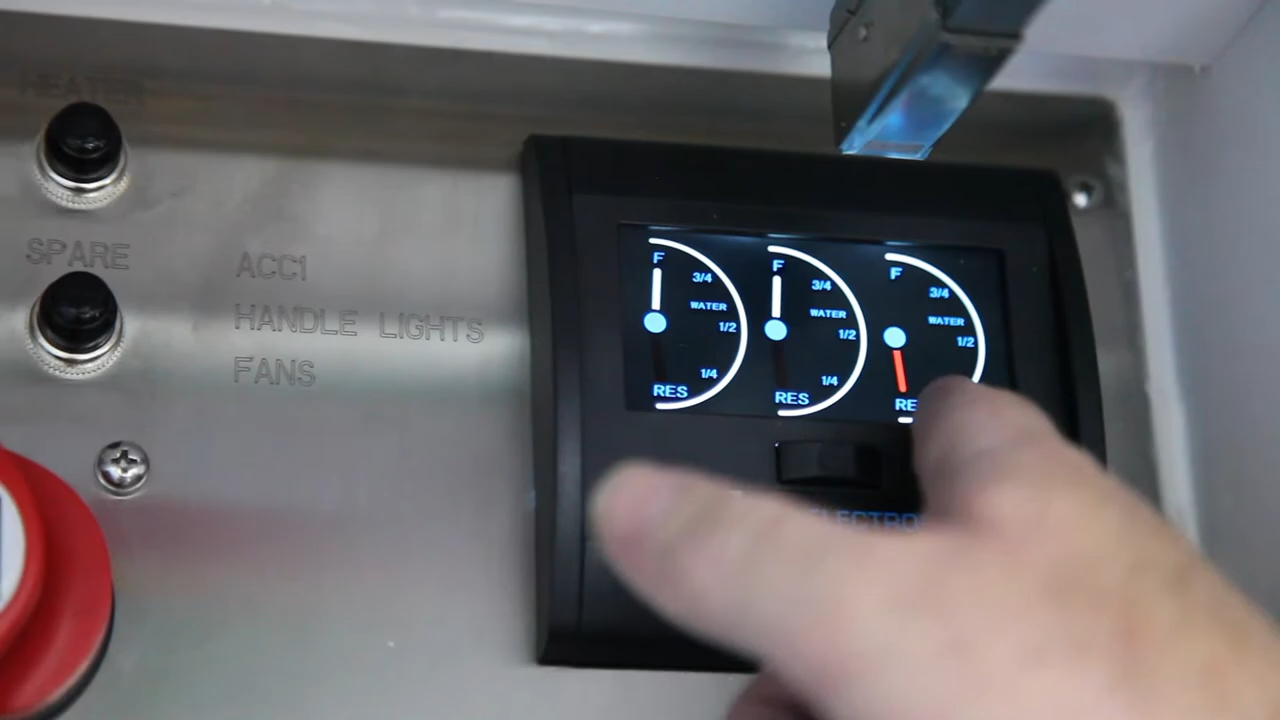 HEATER
SPARE
ACC1
HANDLE LIGHTS
FANS
F
3/4
WATER
1/2
1/4
RES
F
3/4
WATER
1/2
1/4
RES
F
3/4
WATER
1/2